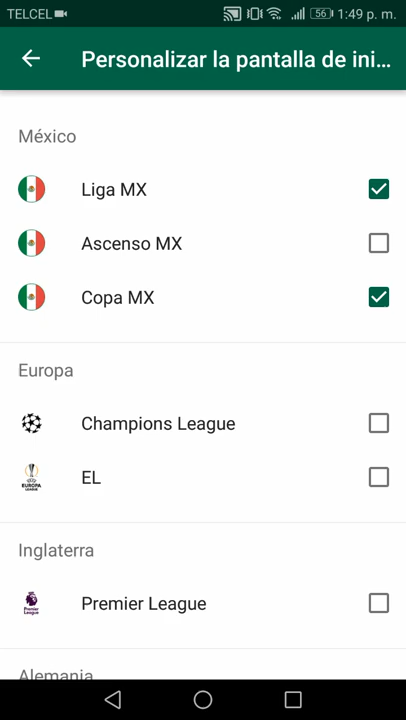 TELCEL 56 1:49 p. m.
Personalizar la pantalla de ini...
México
Liga MX
Ascenso MX
Copa MX
Europa
Champions League
EUROPA
LEAGUE
EL
Inglaterra
Premier
League
Premier League
Alemania